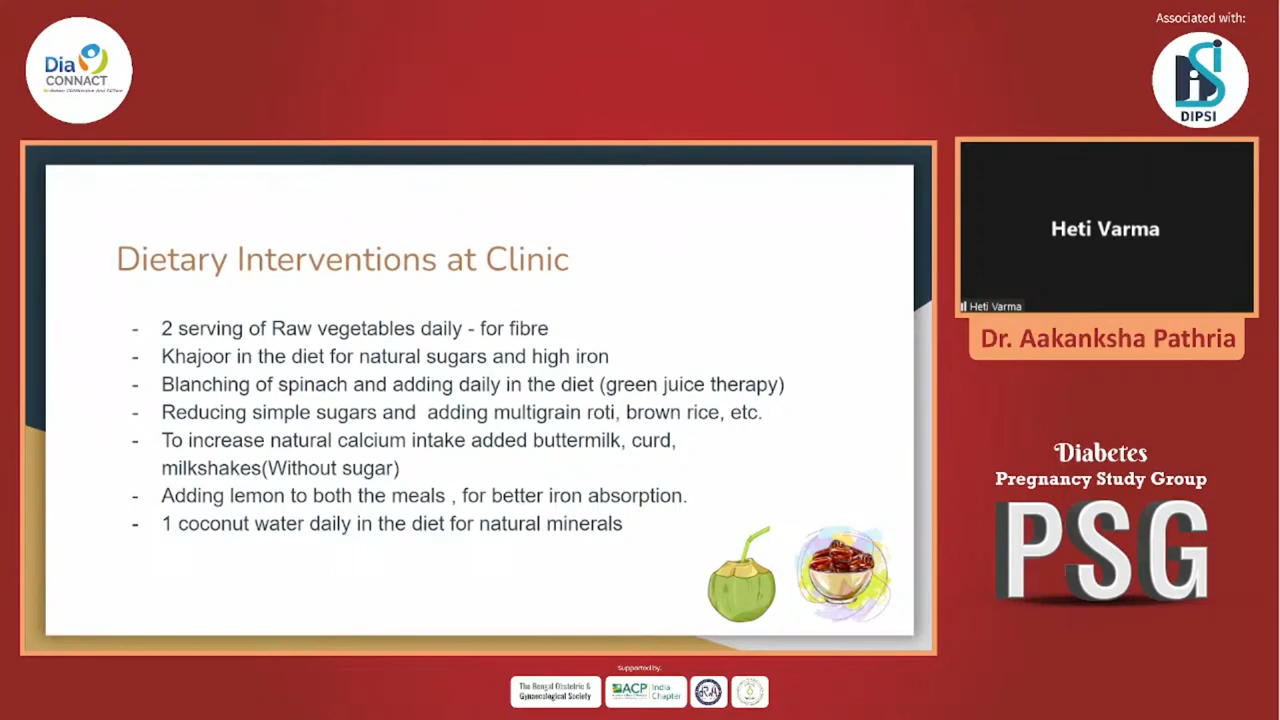 Associated with:
Dia
CONNACT
DIPSI
Dietary Interventions at Clinic
- 2 serving of Raw vegetables daily - for fibre
- Khajoor in the diet for natural sugars and high iron
- Blanching of spinach and adding daily in the diet (green juice therapy)
- Reducing simple sugars and adding multigrain roti, brown rice, etc.
- To increase natural calcium intake added buttermilk, curd,
milkshakes(Without sugar)
- Adding lemon to both the meals , for better iron absorption.
- 1 coconut water daily in the diet for natural minerals
Heti Varma
Heti Varma
Dr. Aakanksha Pathria
Diabetes
Pregnancy Study Group
PSG
Supported by:
The Bengal Obstetric &
Gynaecological Society
ACP
India
Chapter